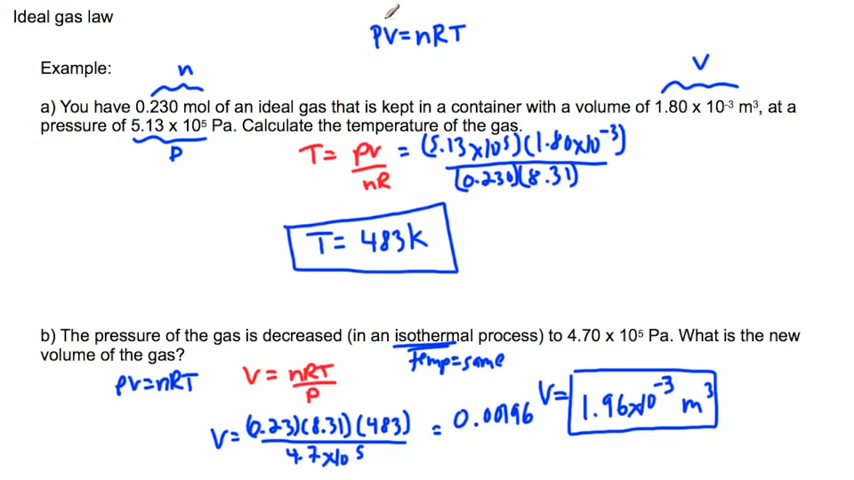 Ideal gas law
PV=nRT
Example:
n
V
a) You have 0.230 mol of an ideal gas that is kept in a container with a volume of 1.80 x 10⁻³ m³, at a
pressure of 5.13 x 10⁵ Pa. Calculate the temperature of the gas.
P
T= PV/nR = (5.13x10⁵)(1.80x10⁻³)/(0.230)(8.31)
T= 483K
b) The pressure of the gas is decreased (in an isothermal process) to 4.70 x 10⁵ Pa. What is the new
volume of the gas?
temp=same
PV=nRT
V= nRT/P
V= (0.23)(8.31)(483)/4.7x10⁵ = 0.00196
V= 1.96x10⁻³ m³